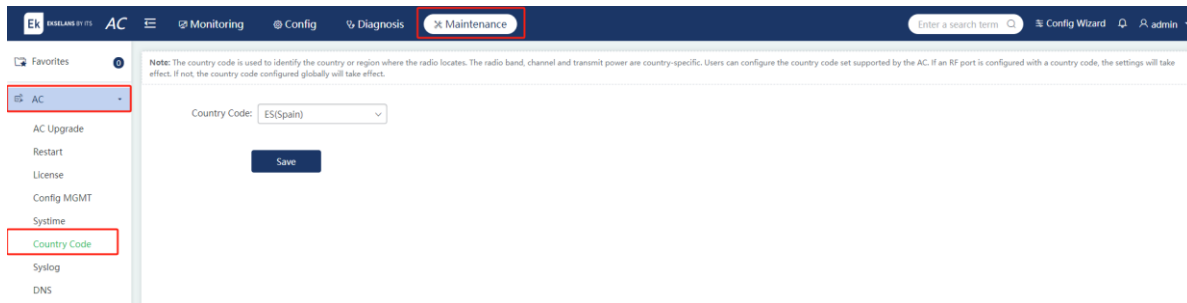 Ek EKSELANS BY ITS AC Monitoring Config Diagnosis Maintenance Enter a search term Config Wizard admin
Favorites 0
AC
AC Upgrade
Restart
License
Config MGMT
Systime
Country Code
Syslog
DNS
Note: The country code is used to identify the country or region where the radio locates. The radio band, channel and transmit power are country-specific. Users can configure the country code set supported by the AC. If an RF port is configured with a country code, the settings will take
effect. If not, the country code configured globally will take effect.
Country Code: ES(Spain)
Save